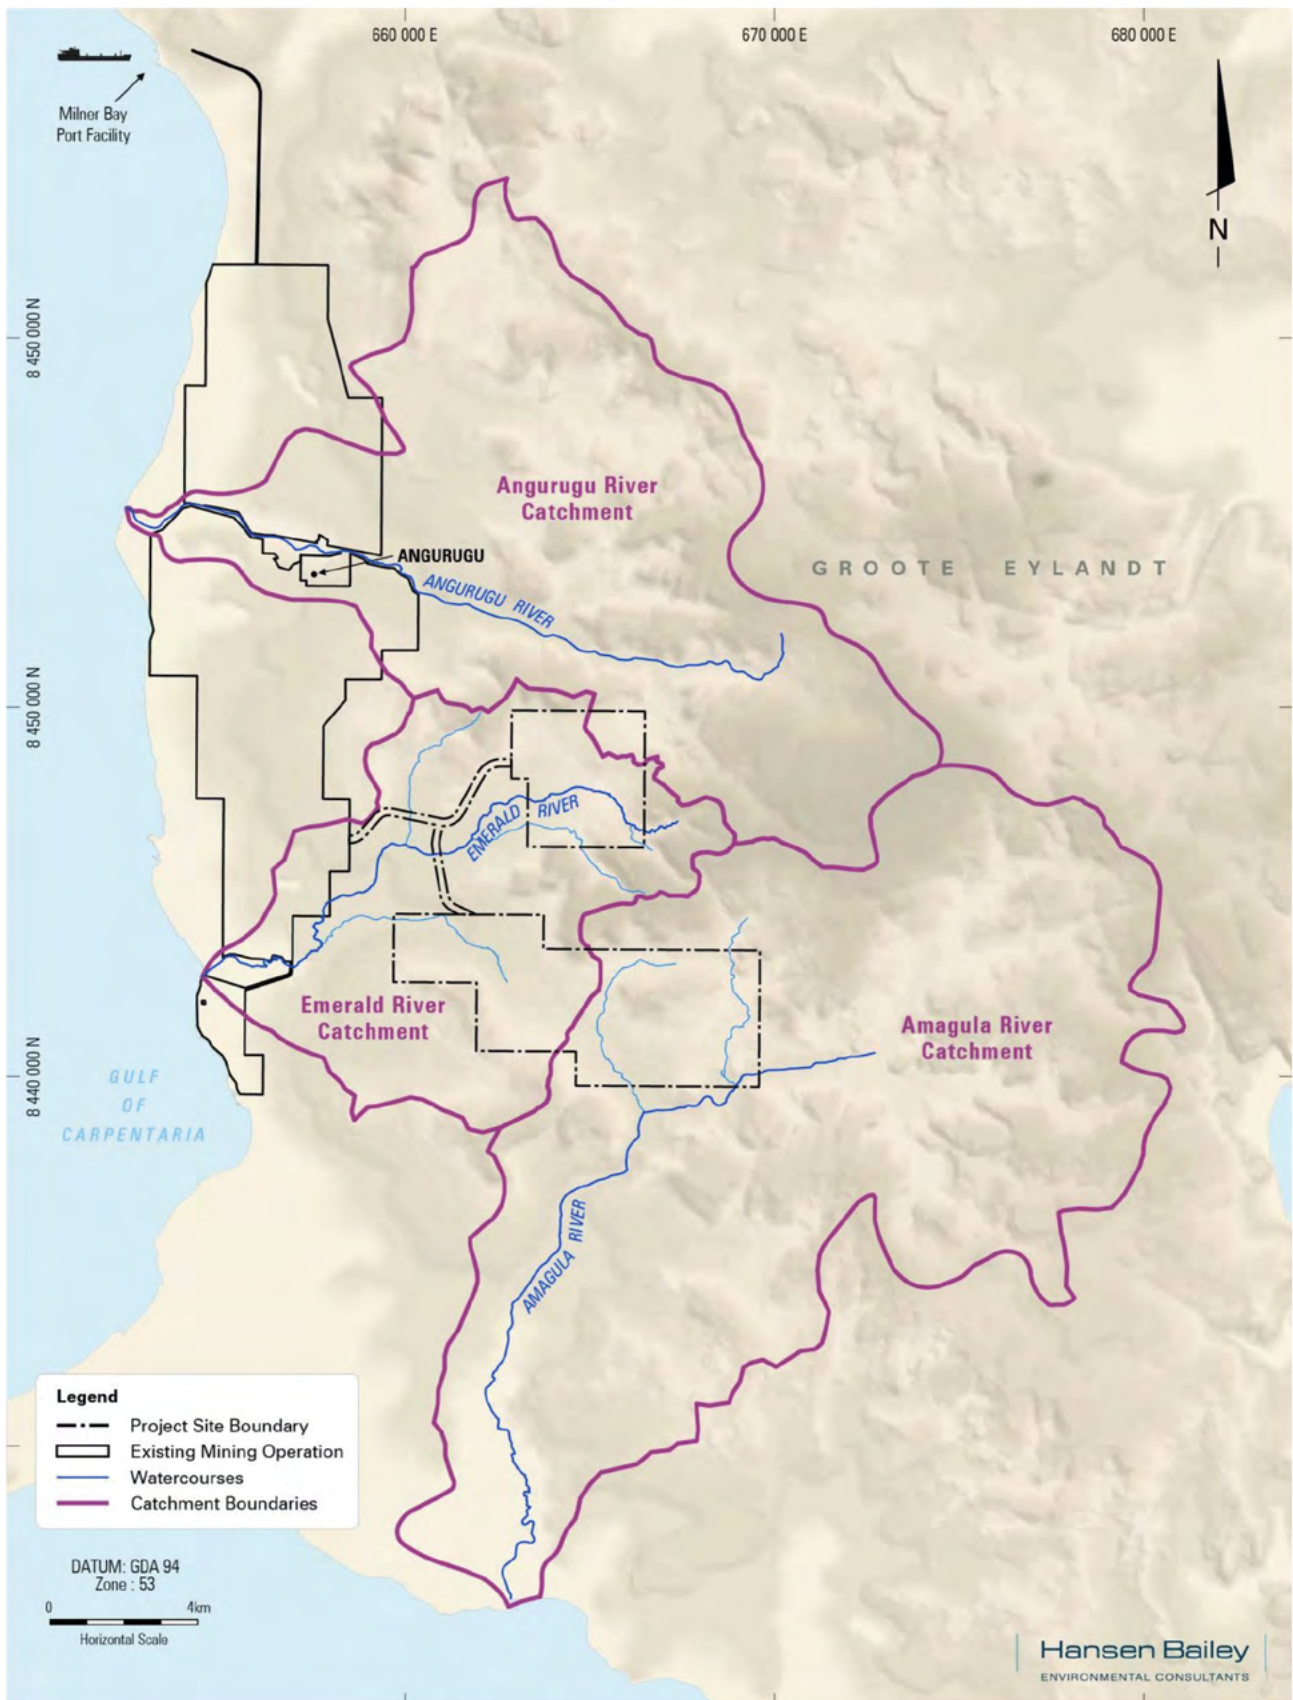 660 000 E
670 000 E
680 000 E
Milner Bay
Port Facility
N
8 450 000 N
Angurugu River
Catchment
ANGURUGU
GROOTE EYLANDT
ANGURUGU RIVER
8 450 000 N
EMERALD RIVER
Emerald River
Catchment
Amagula River
Catchment
8 440 000 N
GULF
OF
CARPENTARIA
AMAGULA RIVER
Legend
Project Site Boundary
Existing Mining Operation
Watercourses
Catchment Boundaries
DATUM: GDA 94
Zone : 53
0 4km
Horizontal Scale
Hansen Bailey
ENVIRONMENTAL CONSULTANTS